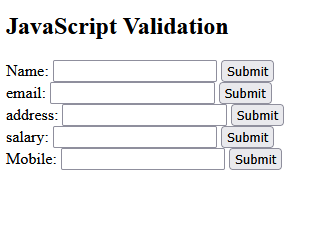 JavaScript Validation
Name: Submit
email: Submit
address: Submit
salary: Submit
Mobile: Submit